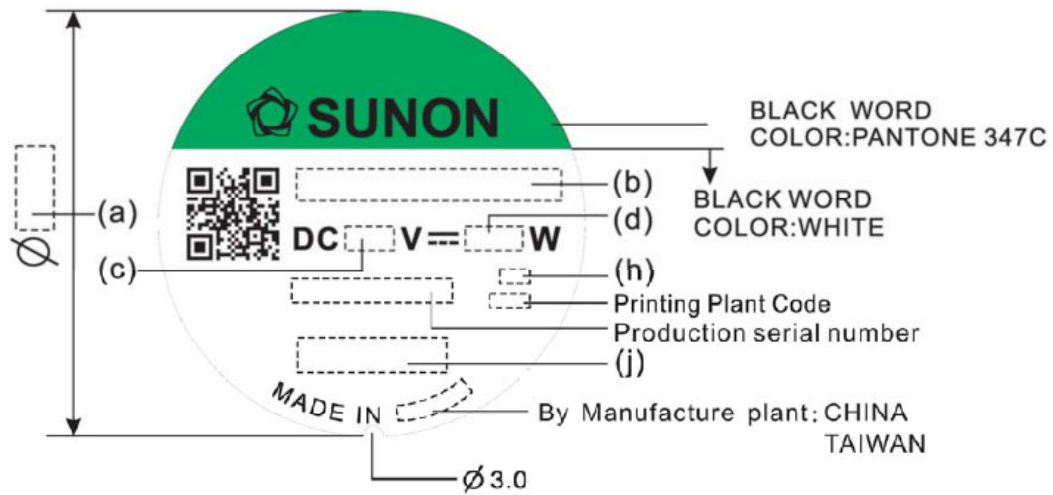 SUNON
BLACK WORD
COLOR:PANTONE 347C
(a)
(b)
BLACK WORD
COLOR:WHITE
(d)
DC V W
(c)
(h)
Printing Plant Code
Production serial number
(j)
MADE IN
By Manufacture plant: CHINA
TAIWAN
Ø
Ø3.0